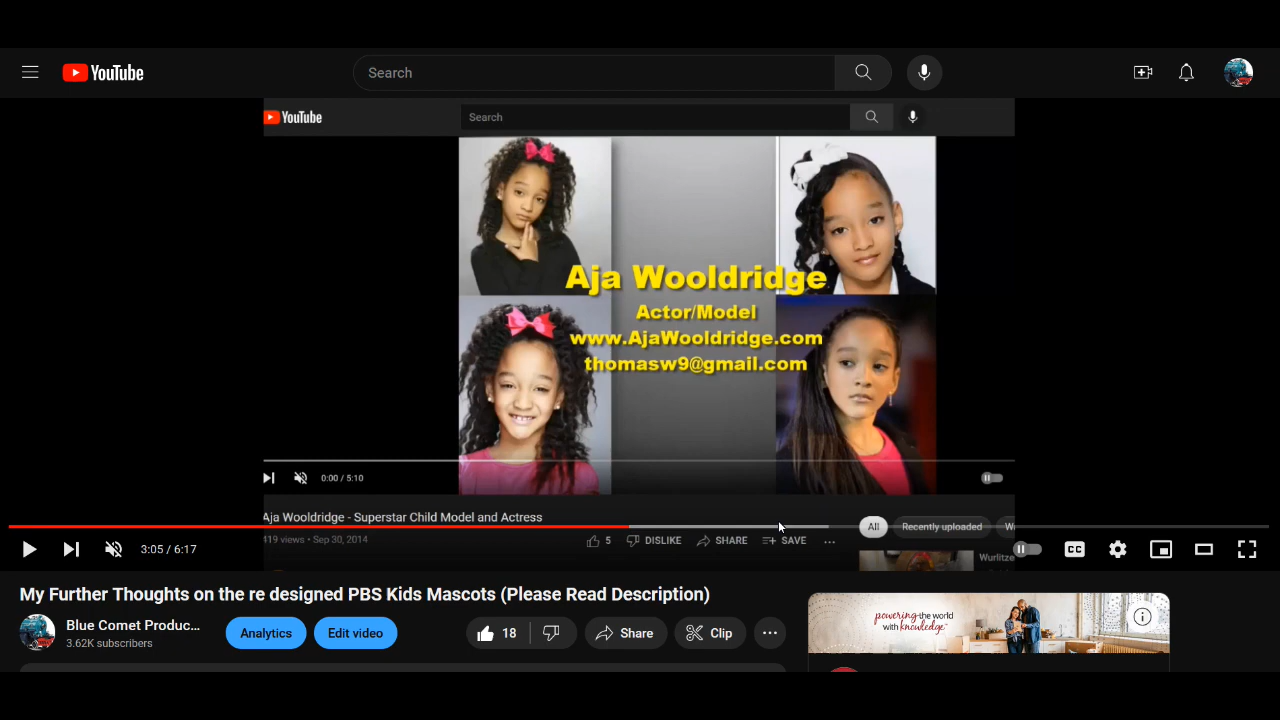 YouTube
Search
YouTube
Search
Aja Wooldridge
Actor/Model
www.AjaWooldridge.com
thomasw9@gmail.com
0:00 / 5:10
Aja Wooldridge - Superstar Child Model and Actress
419 views • Sep 30, 2014
5
DISLIKE
SHARE
SAVE
All
Recently uploaded
Wurlitze
3:05 / 6:17
CC
My Further Thoughts on the re designed PBS Kids Mascots (Please Read Description)
Blue Comet Produc...
3.62K subscribers
Analytics
Edit video
18
Share
Clip
powering the world
with knowledge